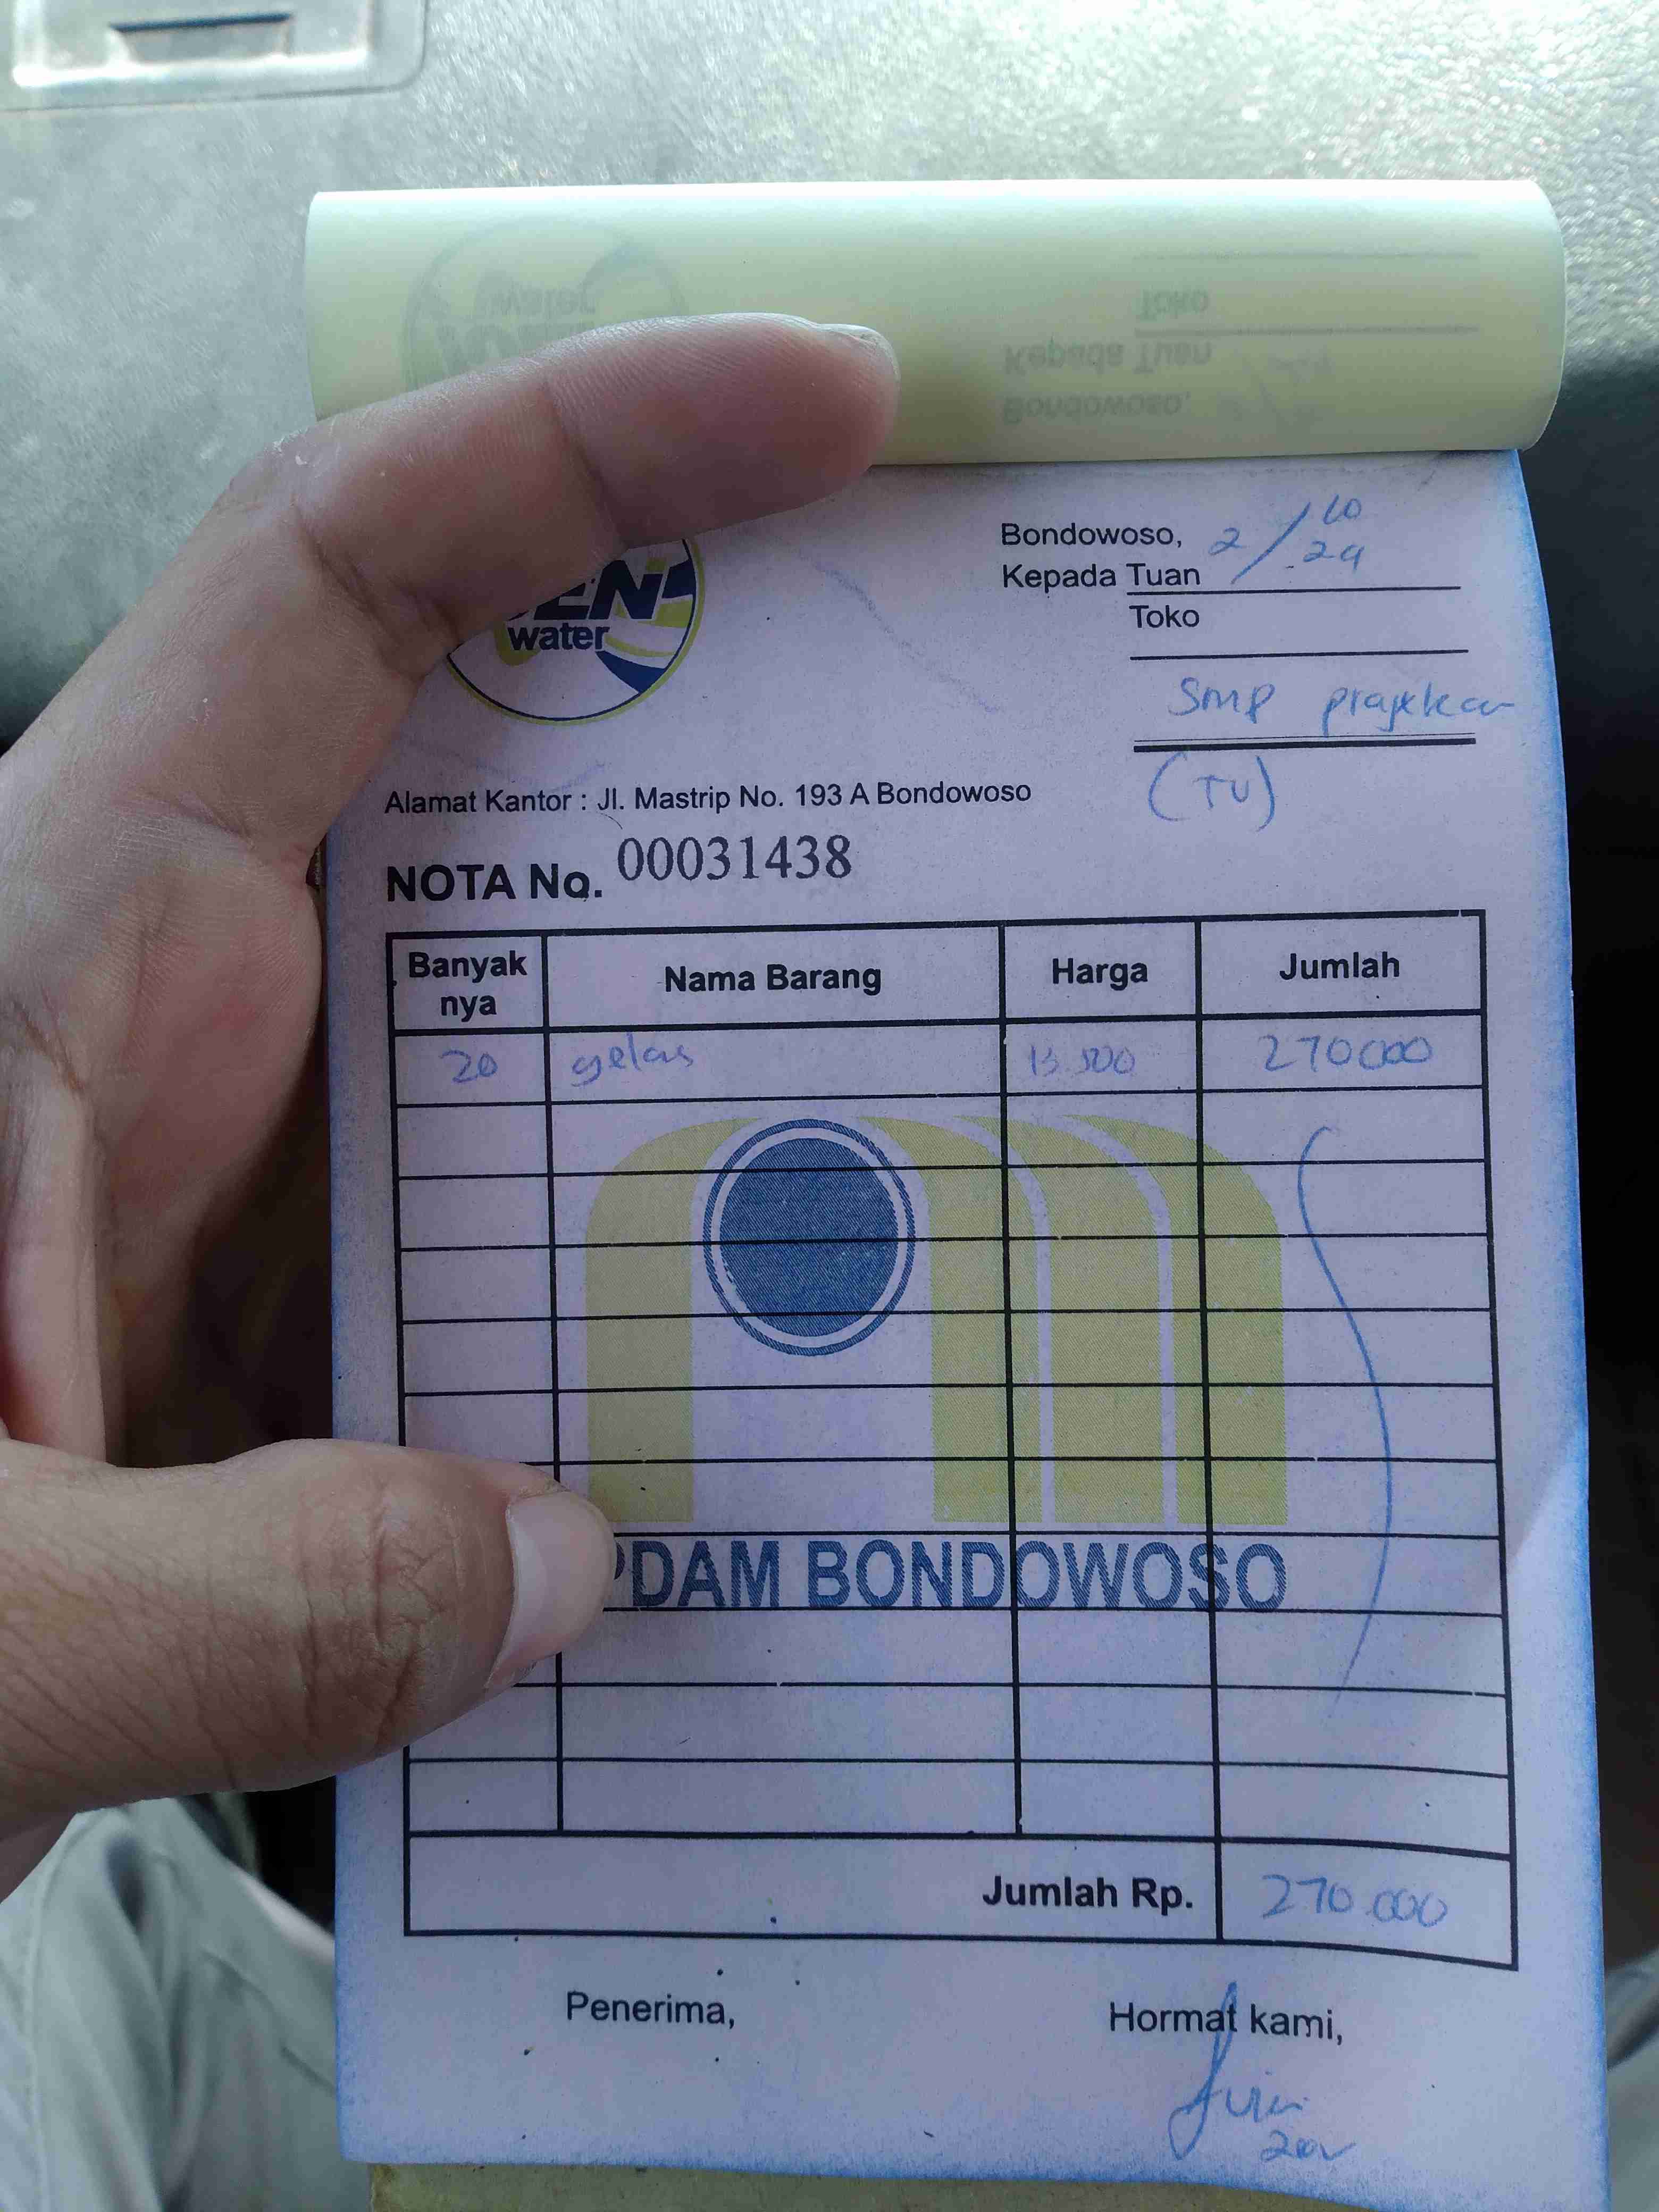 Bondowoso, 2/10
24
Kepada Tuan
Toko
water
SMP prajekan
(TU)
Alamat Kantor : Jl. Mastrip No. 193 A Bondowoso
NOTA No. 00031438
Banyak nya Nama Barang Harga Jumlah
20 gelas 13.500 270000
PDAM BONDOWOSO
Jumlah Rp. 270.000
Penerima, Hormat kami,